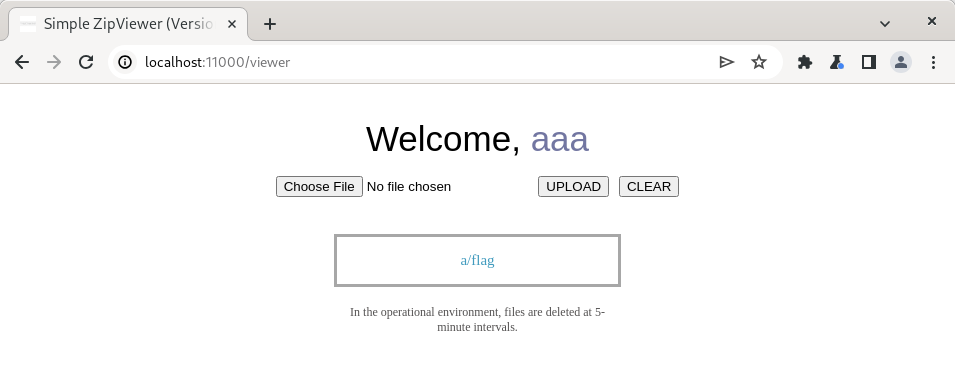 Simple ZipViewer (Versio
localhost:11000/viewer
Welcome, aaa
Choose File No file chosen UPLOAD CLEAR
a/flag
In the operational environment, files are deleted at 5-
minute intervals.